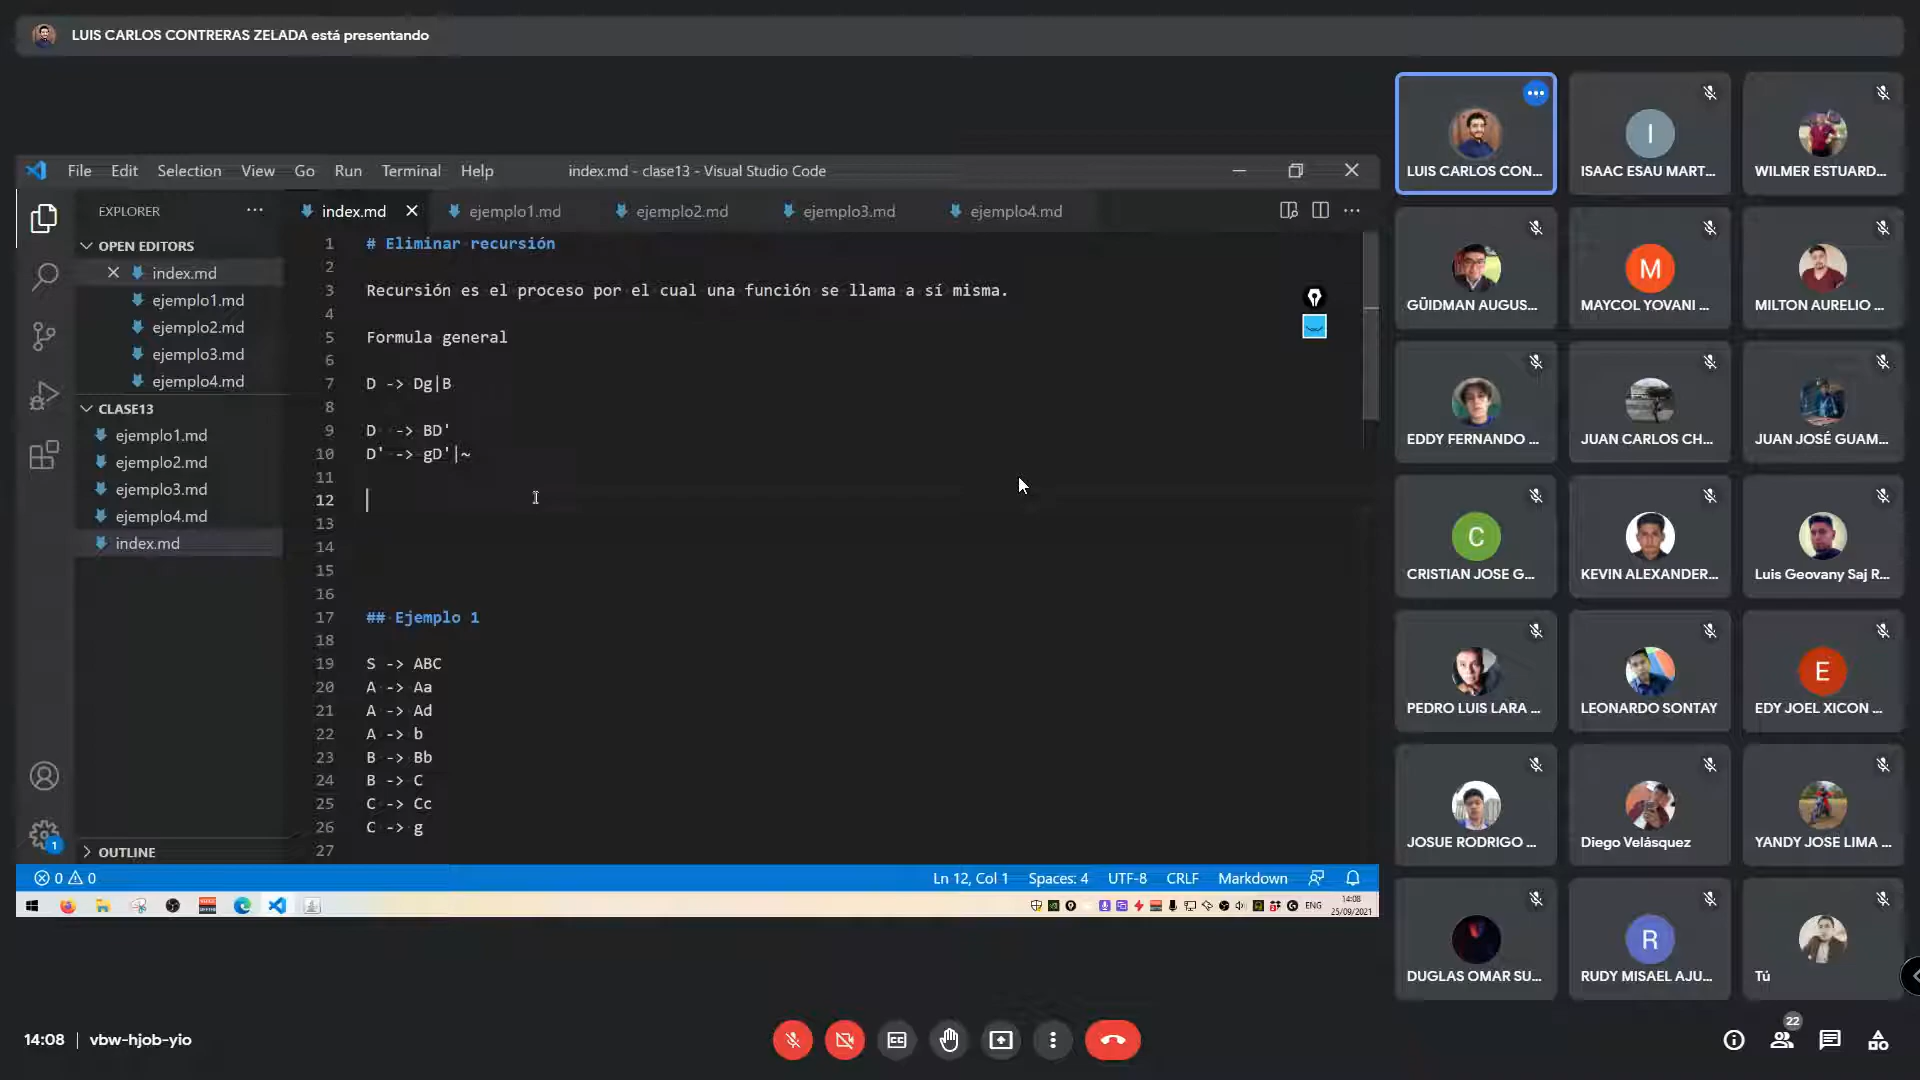 LUIS CARLOS CONTRERAS ZELADA está presentando
File Edit Selection View Go Run Terminal Help
index.md - clase13 - Visual Studio Code
EXPLORER
index.md
ejemplo1.md
ejemplo2.md
ejemplo3.md
ejemplo4.md
OPEN EDITORS
index.md
ejemplo1.md
ejemplo2.md
ejemplo3.md
ejemplo4.md
CLASE13
ejemplo1.md
ejemplo2.md
ejemplo3.md
ejemplo4.md
index.md
OUTLINE
1 # Eliminar recursión
2
3 Recursión es el proceso por el cual una función se llama a sí misma.
4
5 Formula general
6
7 D -> Dg|B
8
9 D  -> BD'
10 D' -> gD'|~
11
12
13
14
15
16
17 ## Ejemplo 1
18
19 S -> ABC
20 A -> Aa
21 A -> Ad
22 A -> b
23 B -> Bb
24 B -> C
25 C -> Cc
26 C -> g
27
1
0 0
Ln 12, Col 1 Spaces: 4 UTF-8 CRLF Markdown
ENG
14:08
25/09/2021
LUIS CARLOS CON...
I
ISAAC ESAU MART...
WILMER ESTUARD...
GÜIDMAN AUGUS...
M
MAYCOL YOVANI ...
MILTON AURELIO ...
EDDY FERNANDO ...
JUAN CARLOS CH...
JUAN JOSÉ GUAM...
C
CRISTIAN JOSE G...
KEVIN ALEXANDER...
Luis Geovany Saj R...
PEDRO LUIS LARA ...
LEONARDO SONTAY
E
EDY JOEL XICON ...
JOSUE RODRIGO ...
Diego Velásquez
YANDY JOSE LIMA ...
DUGLAS OMAR SU...
R
RUDY MISAEL AJU...
Tú
14:08 | vbw-hjob-yio
22